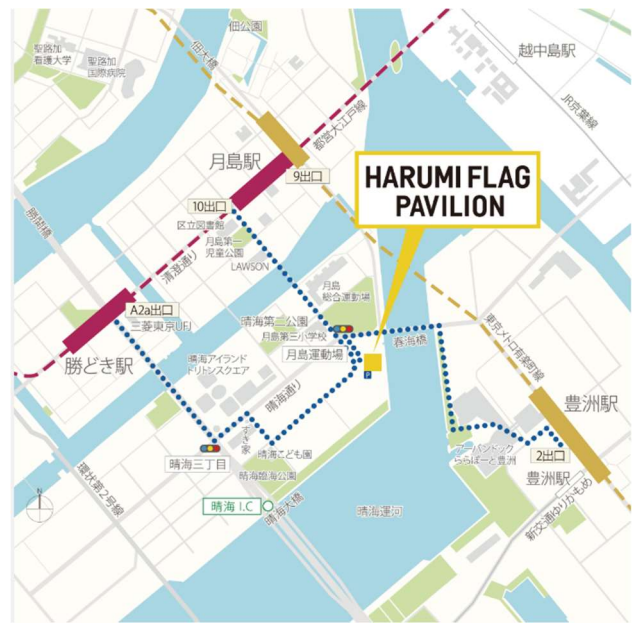 佃公園
聖路加
看護大学
聖路加
国際病院
佃大橋
越中島駅
JR京葉線
都営大江戸線
月島駅
9出口
HARUMI FLAG
PAVILION
10出口
区立図書館
月島第一
児童公園
LAWSON
勝鬨橋
清澄通り
A2a出口
三菱東京UFJ
勝どき駅
月島
総合運動場
晴海第二公園
月島第三小学校
月島運動場
春海橋
東京メトロ有楽町線
晴海アイランド
トリトンスクエア
晴海通り
P
豊洲駅
すき家
晴海三丁目
晴海こども園
晴海臨海公園
アーバンドック
ららぽーと豊洲
2出口
豊洲駅
新交通ゆりかもめ
環状第2号線
N
晴海I.C
晴海大橋
晴海運河